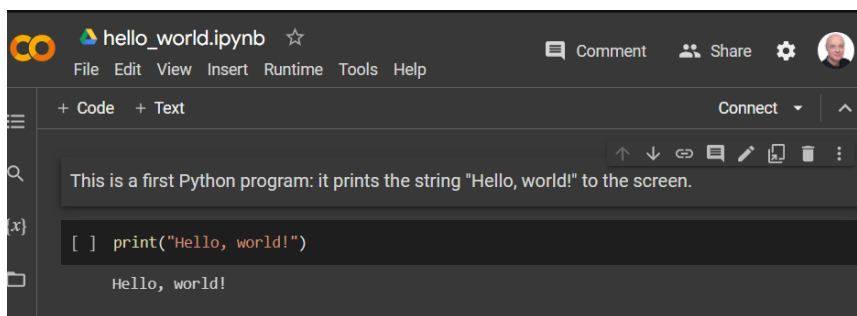 hello_world.ipynb
Comment Share
File Edit View Insert Runtime Tools Help
+ Code + Text Connect
This is a first Python program: it prints the string "Hello, world!" to the screen.
{x}
[ ] print("Hello, world!")
Hello, world!